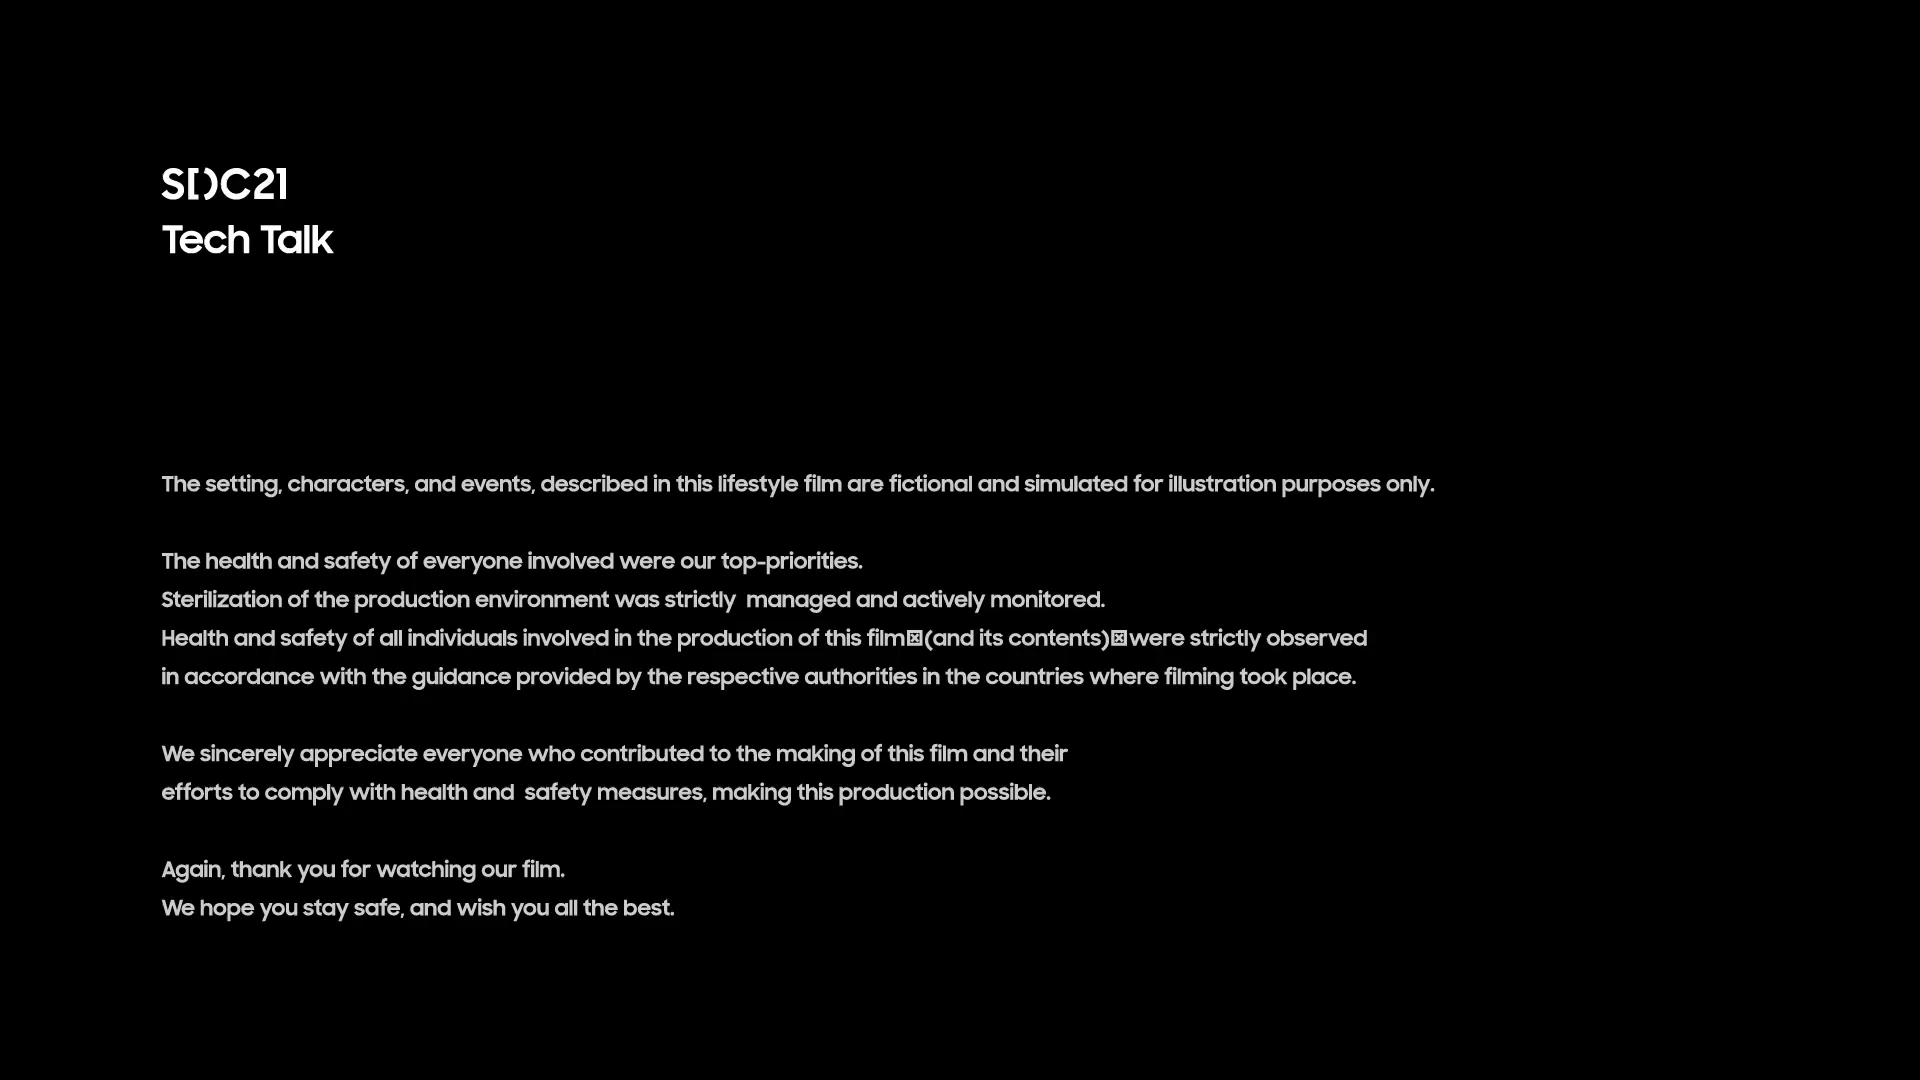 SDC21
Tech Talk
The setting, characters, and events, described in this lifestyle film are fictional and simulated for illustration purposes only.
The health and safety of everyone involved were our top-priorities.
Sterilization of the production environment was strictly  managed and actively monitored.
Health and safety of all individuals involved in the production of this film☒(and its contents)☒were strictly observed
in accordance with the guidance provided by the respective authorities in the countries where filming took place.
We sincerely appreciate everyone who contributed to the making of this film and their
efforts to comply with health and  safety measures, making this production possible.
Again, thank you for watching our film.
We hope you stay safe, and wish you all the best.